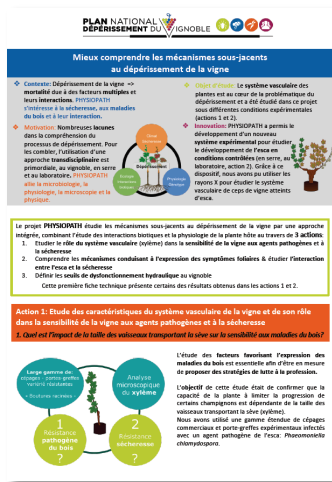 PLAN NATIONAL
DÉPÉRISSEMENT DU VIGNOBLE
Mieux comprendre les mécanismes sous-jacents
au dépérissement de la vigne
Contexte: Dépérissement de la vigne =>
mortalité due à des facteurs multiples et
leurs interactions. PHYSIOPATH
s'intéresse à la sécheresse, aux maladies
du bois et à leur interaction.
Motivation: Nombreuses lacunes
dans la compréhension du
processus de dépérissement. Pour
les combler, l'utilisation d'une
approche transdisciplinaire est
primordiale, au vignoble, en serre
et au laboratoire. PHYSIOPATH
allie la microbiologie, la
physiologie, la microscopie et la
physique.
Dépérissement
Objet d'étude: Le système vasculaire des
plantes est au cœur de la problématique du
dépérissement et a été étudié dans ce projet
sous différentes conditions expérimentales
(actions 1 et 2).
Innovation: PHYSIOPATH a permis le
développement d'un nouveau
système expérimental pour étudier
le développement de l'esca en
conditions contrôlées (en serre, au
laboratoire, action 2). Grâce à ce
dispositif, nous avons pu utiliser les
rayons X pour étudier le système
vasculaire de ceps de vigne atteints
d'esca.
Le projet PHYSIOPATH étudie les mécanismes sous-jacents au dépérissement de la vigne par une approche
intégrée, combinant l'étude des interactions biotiques et physiologie de la plante hôte au travers de 3 actions:
1. Etudier le rôle du système vasculaire (xylème) dans la sensibilité de la vigne aux agents pathogènes et à
la sécheresse
2. Comprendre les mécanismes conduisant à l'expression des symptômes foliaires & étudier l'interaction
entre l'esca et la sécheresse
3. Définir les seuils de dysfonctionnement hydraulique au vignoble
Cette première fiche technique présente certains des résultats obtenus dans les actions 1 et 2.
Action 1: Etude des caractéristiques du système vasculaire de la vigne et de son rôle
dans la sensibilité de la vigne aux agents pathogènes et à la sécheresse
1. Quel est l'impact de la taille des vaisseaux transportant la sève sur la sensibilité aux maladies du bois?
Large gamme de:
cépages - portes-greffes
variétés résistantes
~ Boutures racinées ~
Analyse
microscopique
du xylème
1
Résistance
pathogène
du bois
?
2
Résistance
sécheresse
?
L'étude des facteurs favorisant l'expression des
maladies du bois est essentielle afin d'être en mesure
de proposer des stratégies de lutte à la profession.
L'objectif de cette étude était de confirmer que la
capacité de la plante à limiter la progression de
certains champignons est dépendante de la taille des
vaisseaux transportant la sève (xylème).
Nous avons utilisé une gamme étendue de cépages
commerciaux et porte-greffes expérimentaux infectés
avec un agent pathogène de l'esca: Phaeomoniella
chlamydospora.